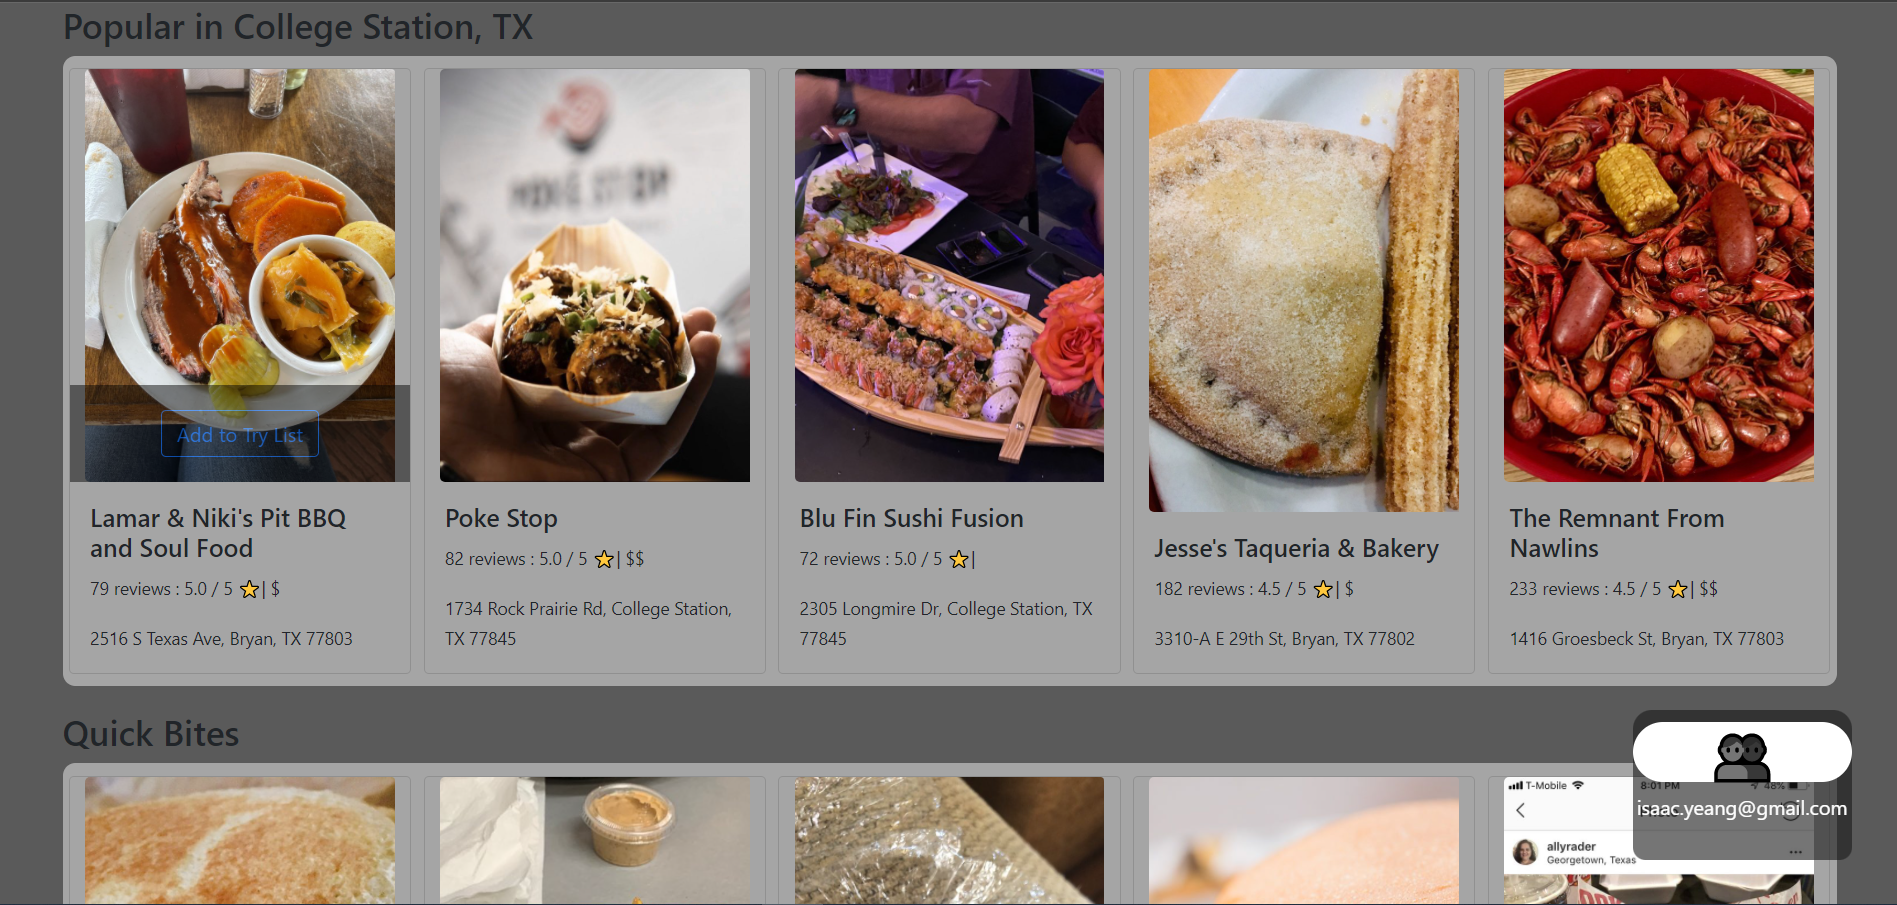 Popular in College Station, TX
POKE STOP
Add to Try List
Lamar & Niki's Pit BBQ
and Soul Food
79 reviews : 5.0 / 5 ⭐| $
2516 S Texas Ave, Bryan, TX 77803
Poke Stop
82 reviews : 5.0 / 5 ⭐| $$
1734 Rock Prairie Rd, College Station,
TX 77845
Blu Fin Sushi Fusion
72 reviews : 5.0 / 5 ⭐|
2305 Longmire Dr, College Station, TX
77845
Jesse's Taqueria & Bakery
182 reviews : 4.5 / 5 ⭐| $
3310-A E 29th St, Bryan, TX 77802
The Remnant From
Nawlins
233 reviews : 4.5 / 5 ⭐| $$
1416 Groesbeck St, Bryan, TX 77803
Quick Bites
T-Mobile 8:01 PM 48%
isaac.yeang@gmail.com
allyrader
Georgetown, Texas